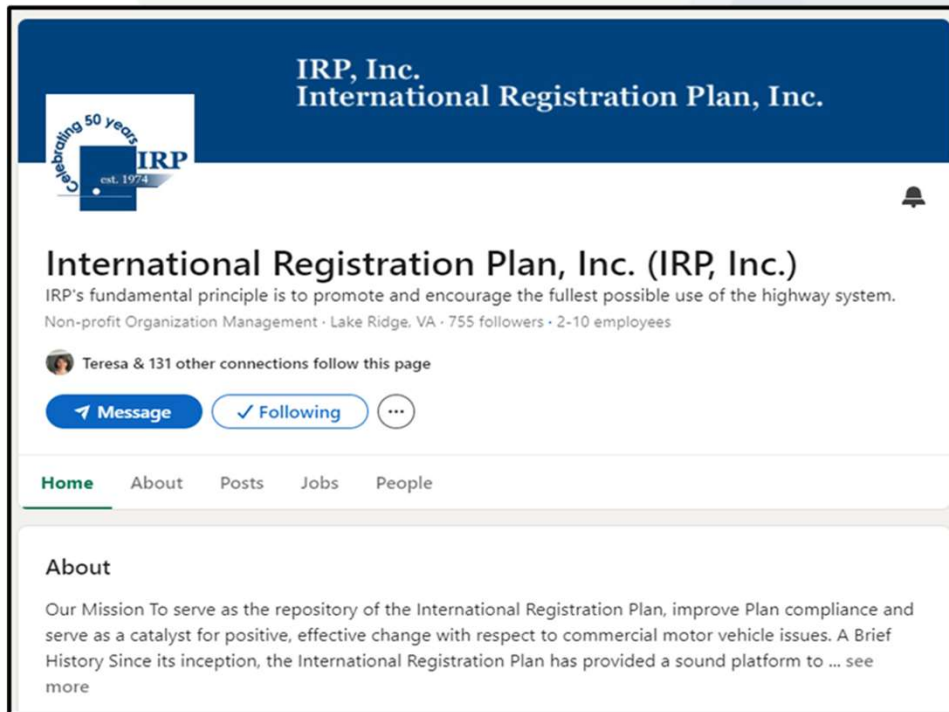 IRP, Inc.
International Registration Plan, Inc.
Celebrating 50 years
IRP
est. 1974
International Registration Plan, Inc. (IRP, Inc.)
IRP's fundamental principle is to promote and encourage the fullest possible use of the highway system.
Non-profit Organization Management · Lake Ridge, VA · 755 followers · 2-10 employees
Teresa & 131 other connections follow this page
Message
Following
Home About Posts Jobs People
About
Our Mission To serve as the repository of the International Registration Plan, improve Plan compliance and
serve as a catalyst for positive, effective change with respect to commercial motor vehicle issues. A Brief
History Since its inception, the International Registration Plan has provided a sound platform to ... see
more